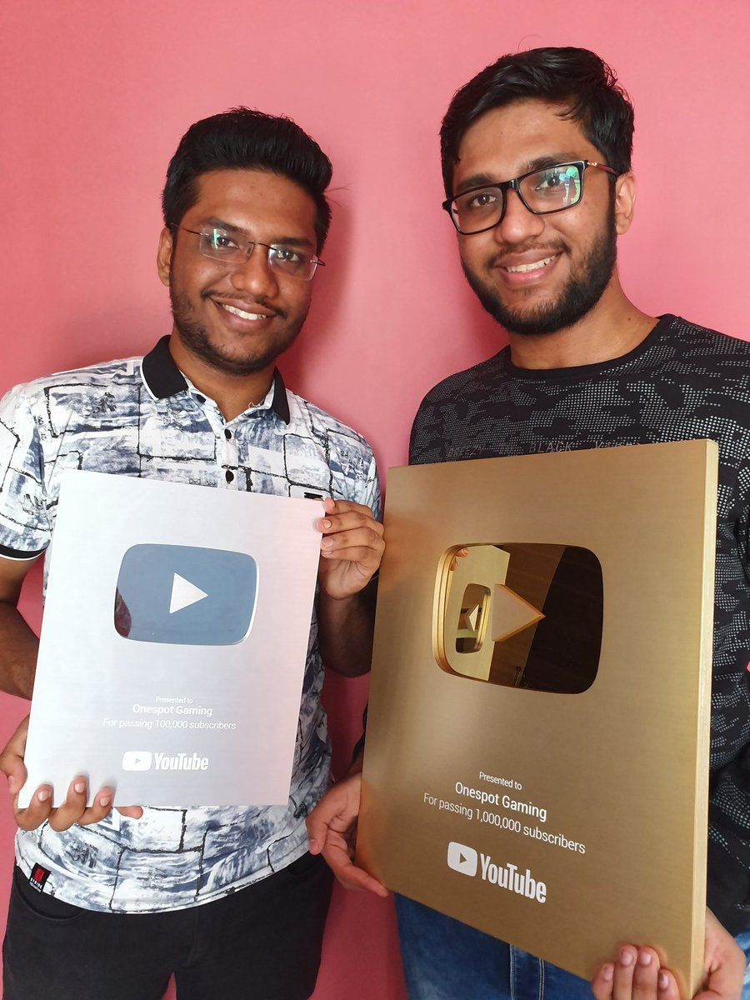 BLACK
Presented to
Onespot Gaming
For passing 100,000 subscribers
YouTube
Presented to
Onespot Gaming
For passing 1,000,000 subscribers
YouTube